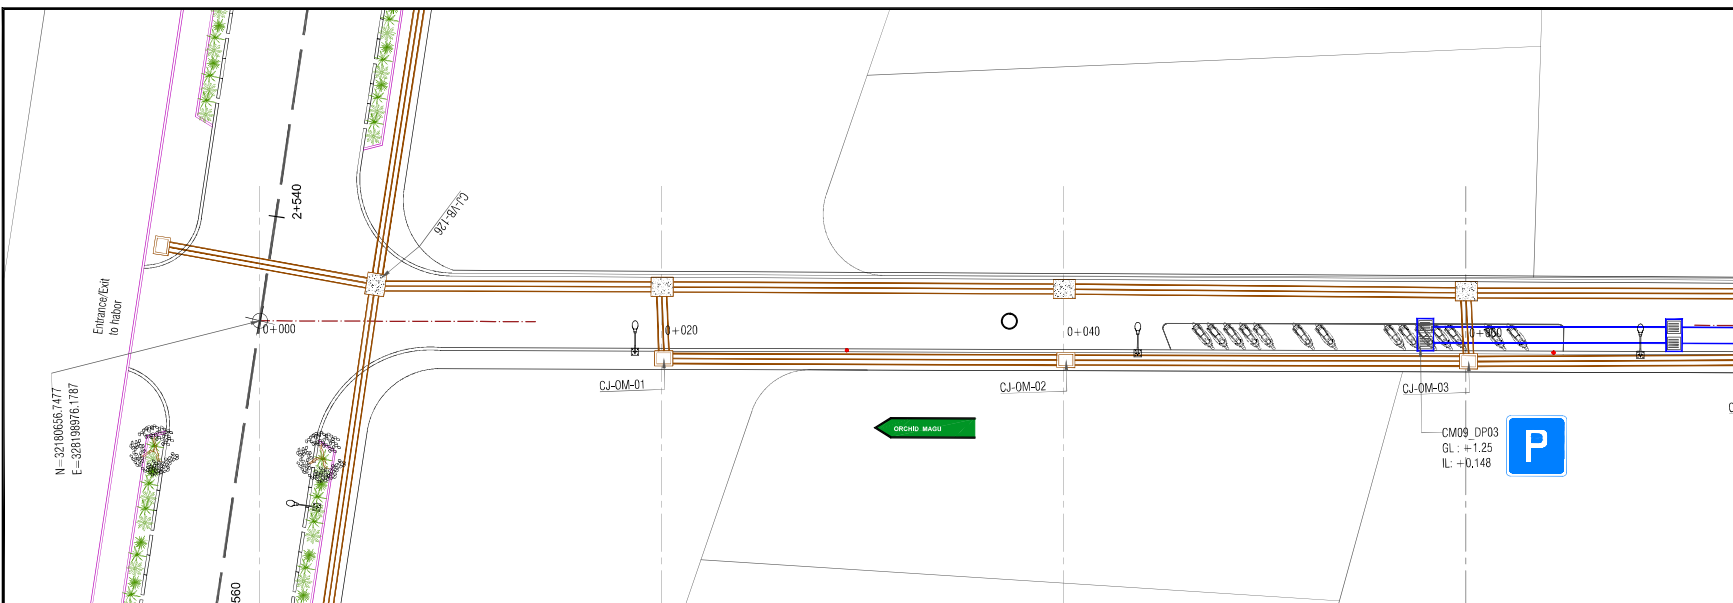 2+540
CJ-VB-126
Entrance/Exit
to habor
0+000
0+020
0+040
N=32180656.7477
E=328198976.1787
CJ-OM-01
CJ-OM-02
CJ-OM-03
ORCHID MAGU
CM09_DP03
GL : +1.25
IL: +0.148
P
560